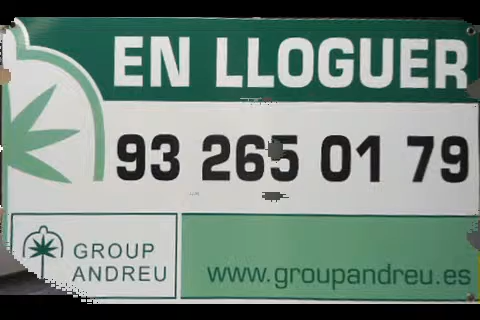 EN LLOGUER
93 265 01 79
GROUP
ANDREU
www.groupandreu.es